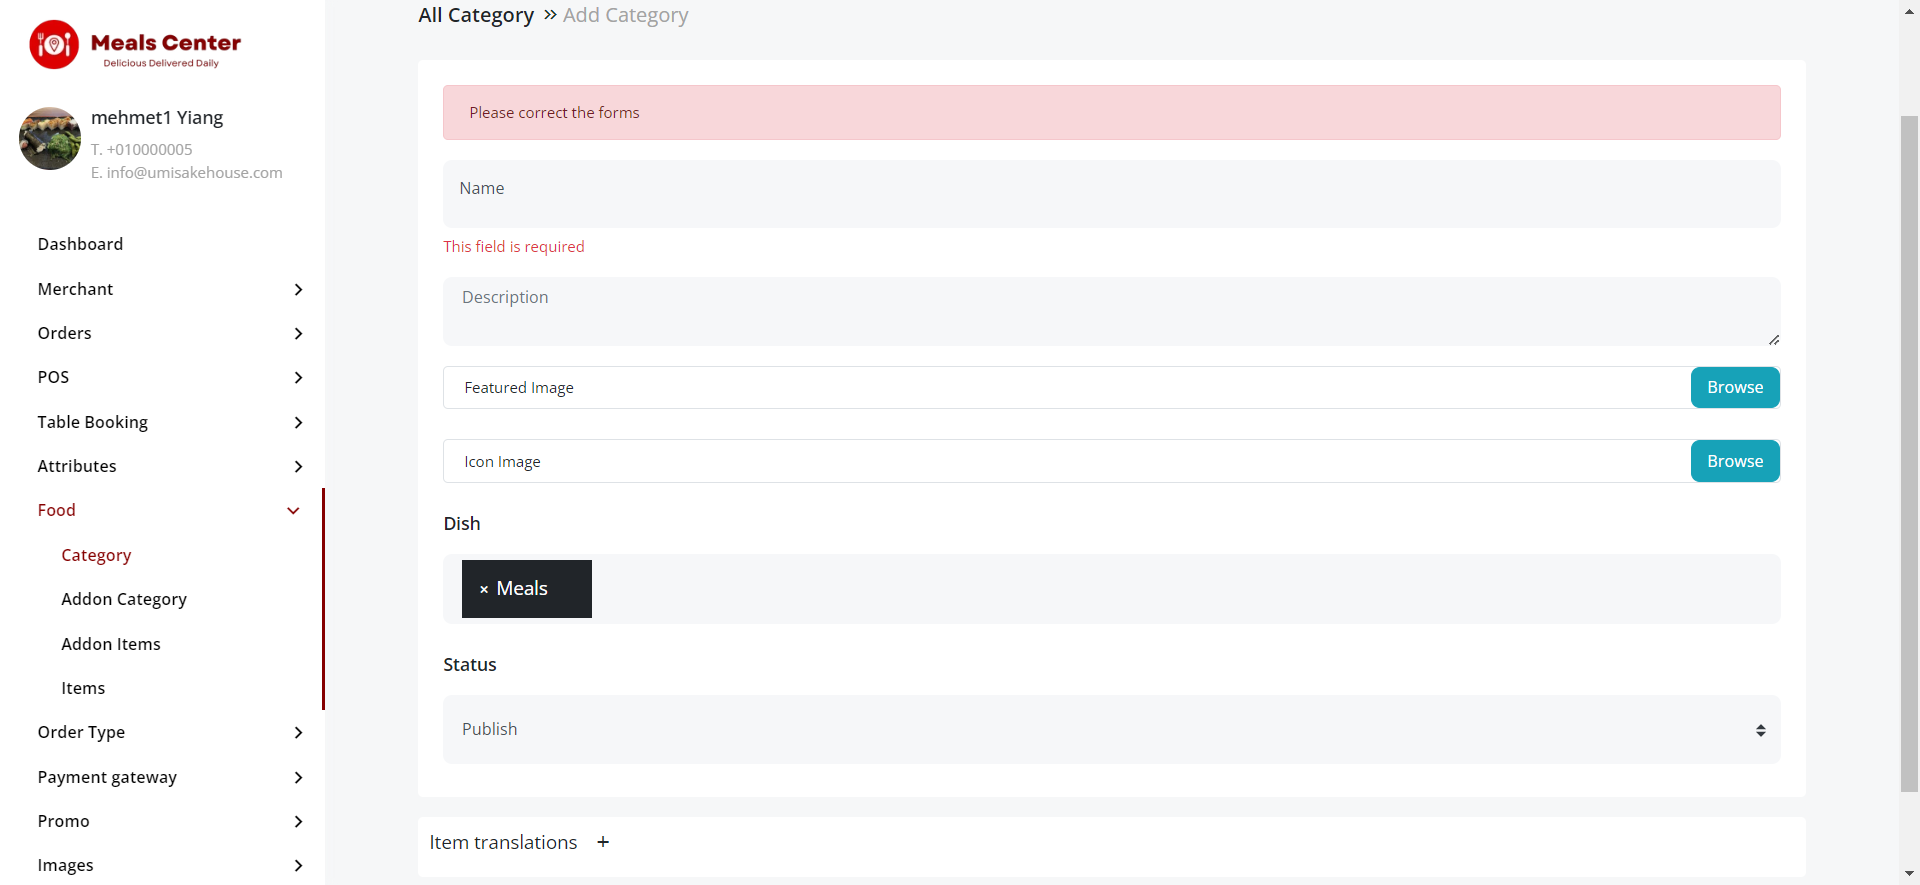 Meals Center
Delicious Delivered Daily
mehmet1 Yiang
T. +010000005
E. info@umisakehouse.com
Dashboard
Merchant
Orders
POS
Table Booking
Attributes
Food
Category
Addon Category
Addon Items
Items
Order Type
Payment gateway
Promo
Images
All Category » Add Category
Please correct the forms
Name
This field is required
Description
Featured Image Browse
Icon Image Browse
Dish
× Meals
Status
Publish
Item translations +